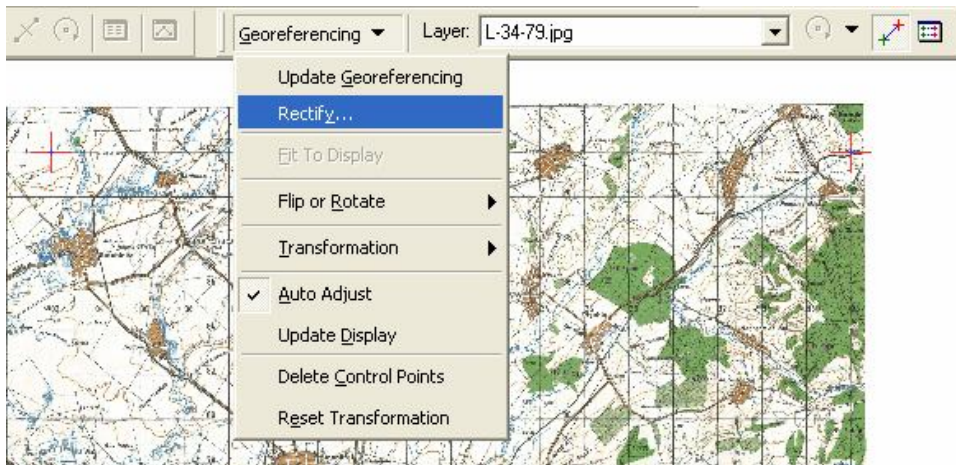 Georeferencing Layer: L-34-79.jpg
Update Georeferencing
Rectify...
Fit To Display
Flip or Rotate
Transformation
Auto Adjust
Update Display
Delete Control Points
Reset Transformation